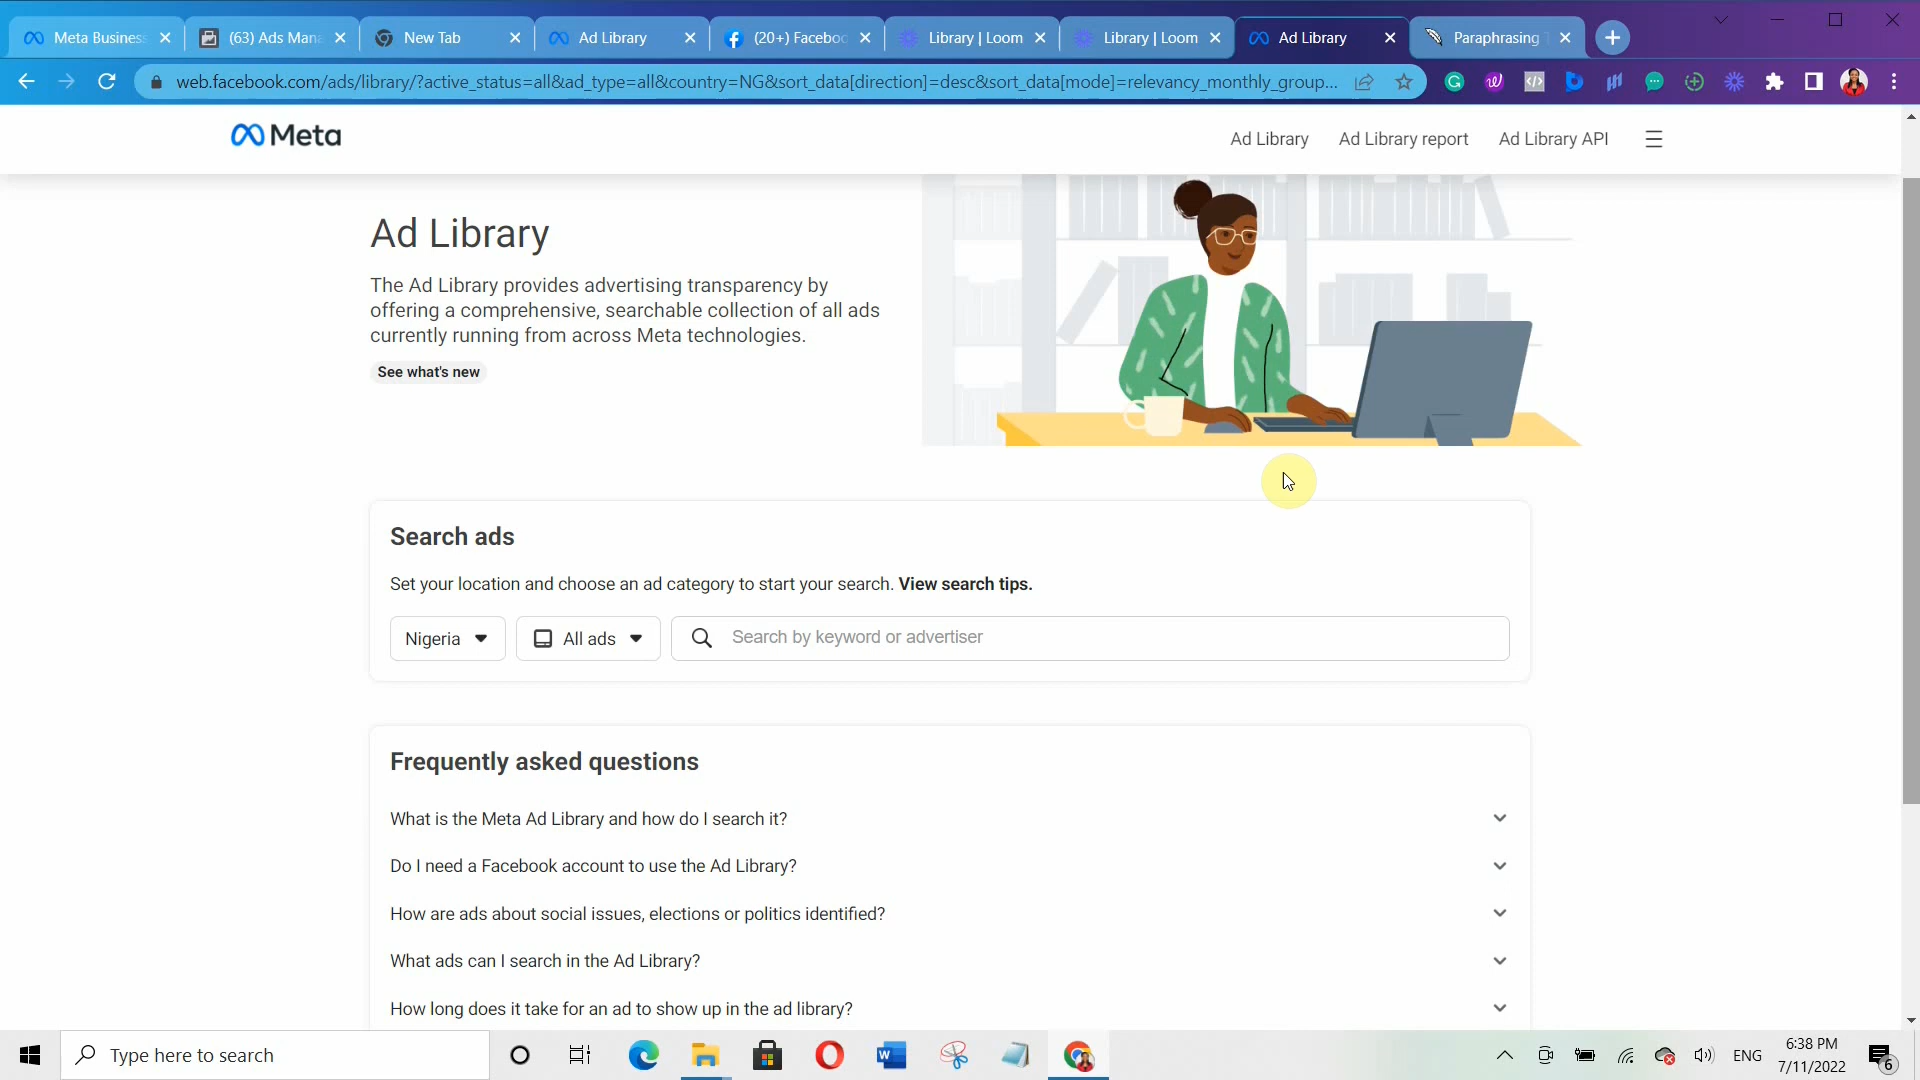 Meta Business
(63) Ads Mana
New Tab
Ad Library
(20+) Facebo
Library | Loom
Library | Loom
Ad Library
Paraphrasing T
web.facebook.com/ads/library/?active_status=all&ad_type=all&country=NG&sort_data[direction]=desc&sort_data[mode]=relevancy_monthly_group...
Meta
Ad Library
Ad Library report
Ad Library API
Ad Library
The Ad Library provides advertising transparency by
offering a comprehensive, searchable collection of all ads
currently running from across Meta technologies.
See what's new
Search ads
Set your location and choose an ad category to start your search. View search tips.
Nigeria
All ads
Search by keyword or advertiser
Frequently asked questions
What is the Meta Ad Library and how do I search it?
Do I need a Facebook account to use the Ad Library?
How are ads about social issues, elections or politics identified?
What ads can I search in the Ad Library?
How long does it take for an ad to show up in the ad library?
Type here to search
ENG
6:38 PM
7/11/2022
6